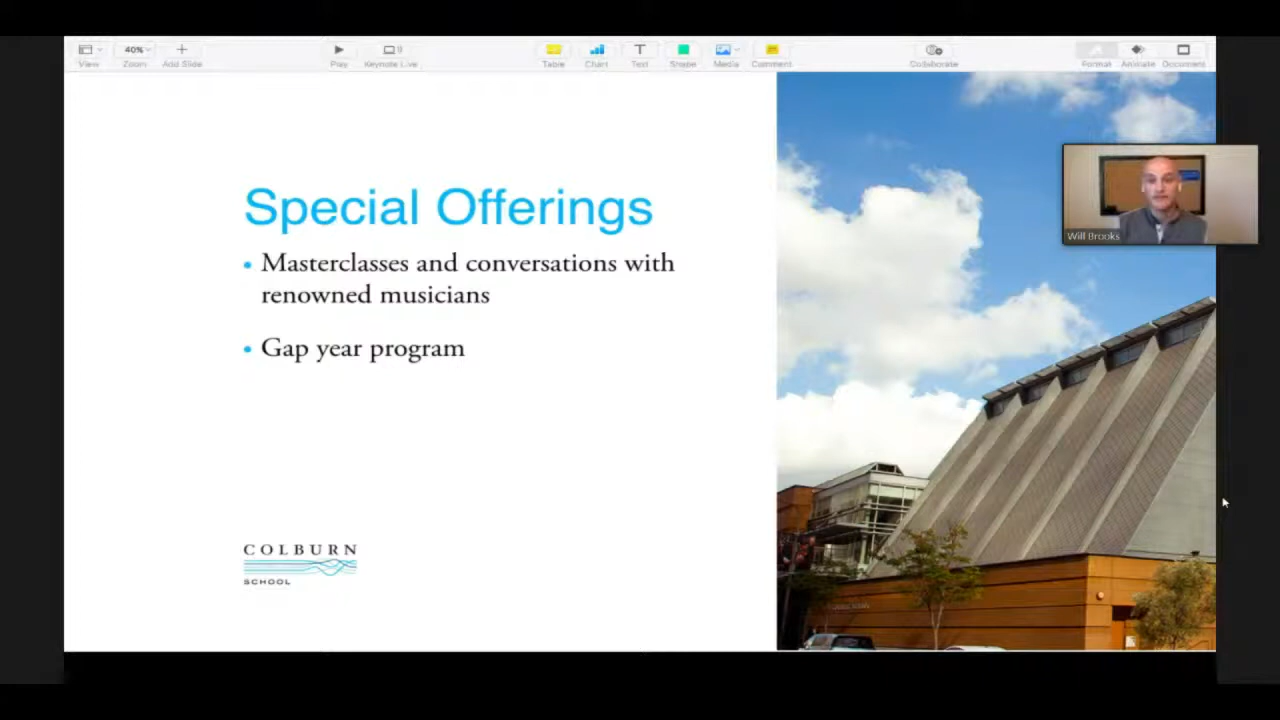 View
40%
Zoom
Add Slide
Play
Keynote Live
Table
Chart
Text
Shape
Media
Comment
Collaborate
Format
Animate
Document
Special Offerings
Masterclasses and conversations with
renowned musicians
Gap year program
Will Brooks
COLBURN
SCHOOL